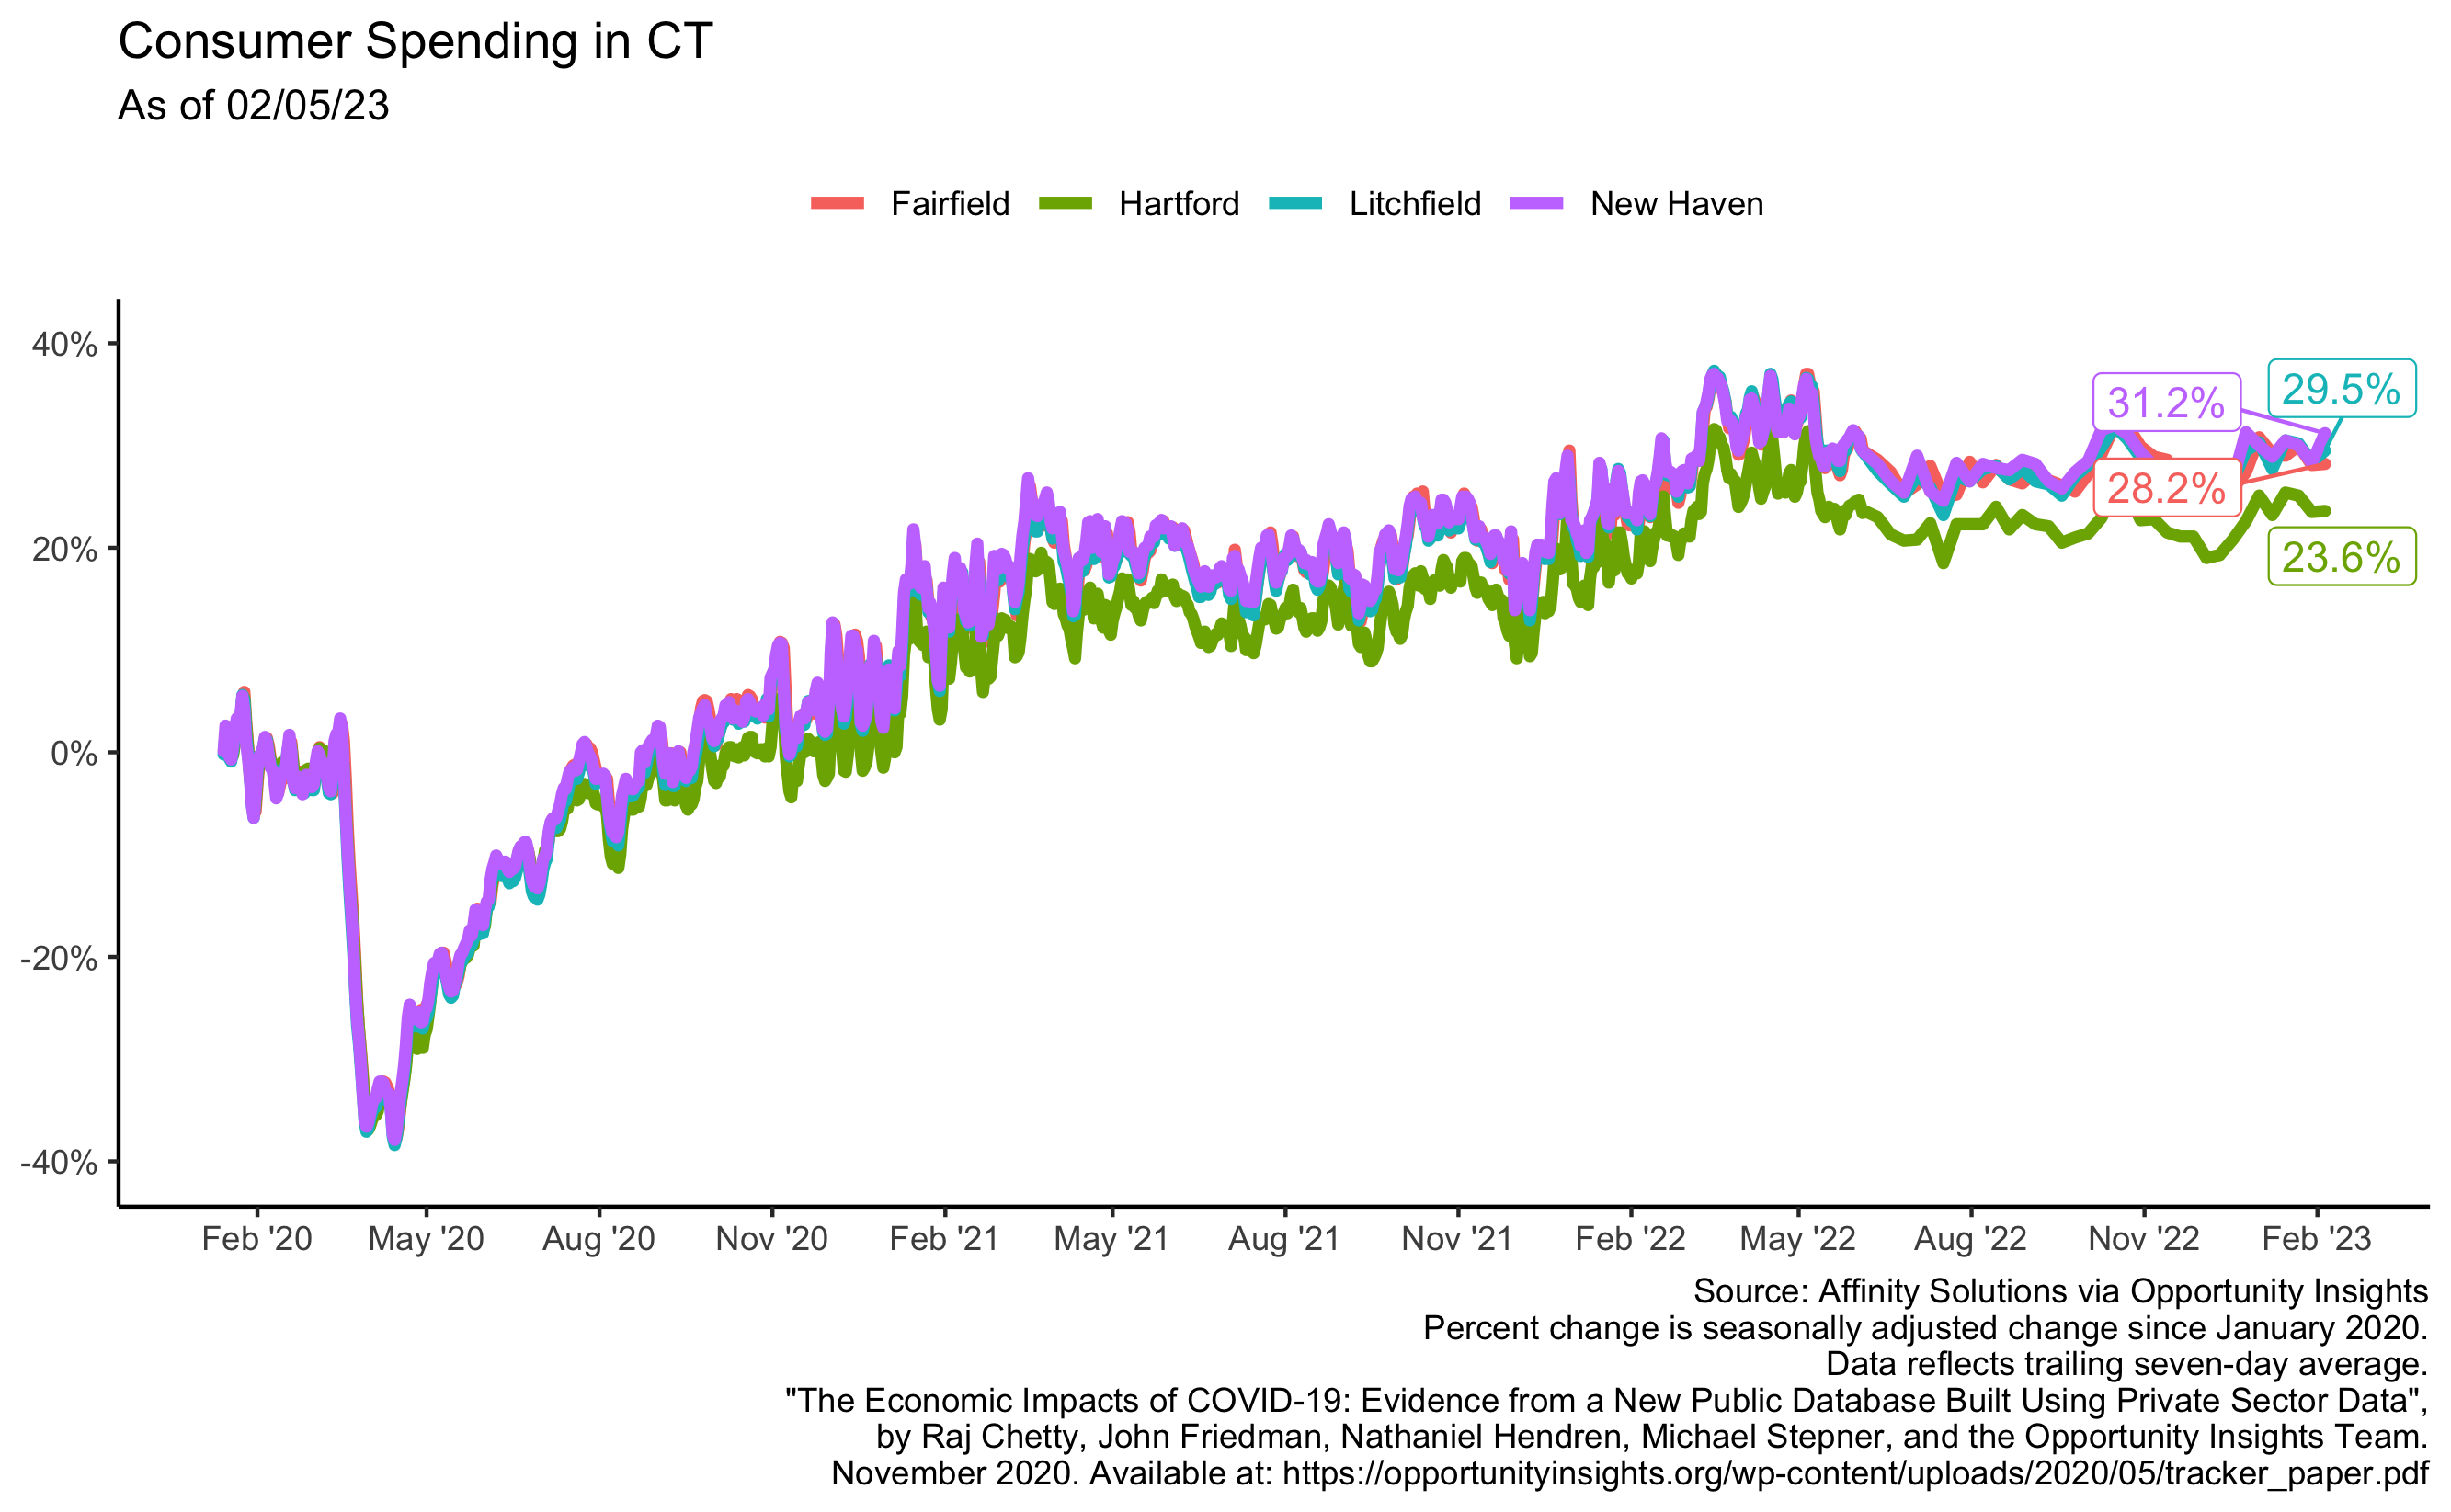 Consumer Spending in CT
As of 02/05/23
Fairfield Hartford Litchfield New Haven
40%
20%
0%
-20%
-40%
31.2%
29.5%
28.2%
23.6%
Feb '20 May '20 Aug '20 Nov '20 Feb '21 May '21 Aug '21 Nov '21 Feb '22 May '22 Aug '22 Nov '22 Feb '23
Source: Affinity Solutions via Opportunity Insights
Percent change is seasonally adjusted change since January 2020.
Data reflects trailing seven-day average.
"The Economic Impacts of COVID-19: Evidence from a New Public Database Built Using Private Sector Data",
by Raj Chetty, John Friedman, Nathaniel Hendren, Michael Stepner, and the Opportunity Insights Team.
November 2020. Available at: https://opportunityinsights.org/wp-content/uploads/2020/05/tracker_paper.pdf